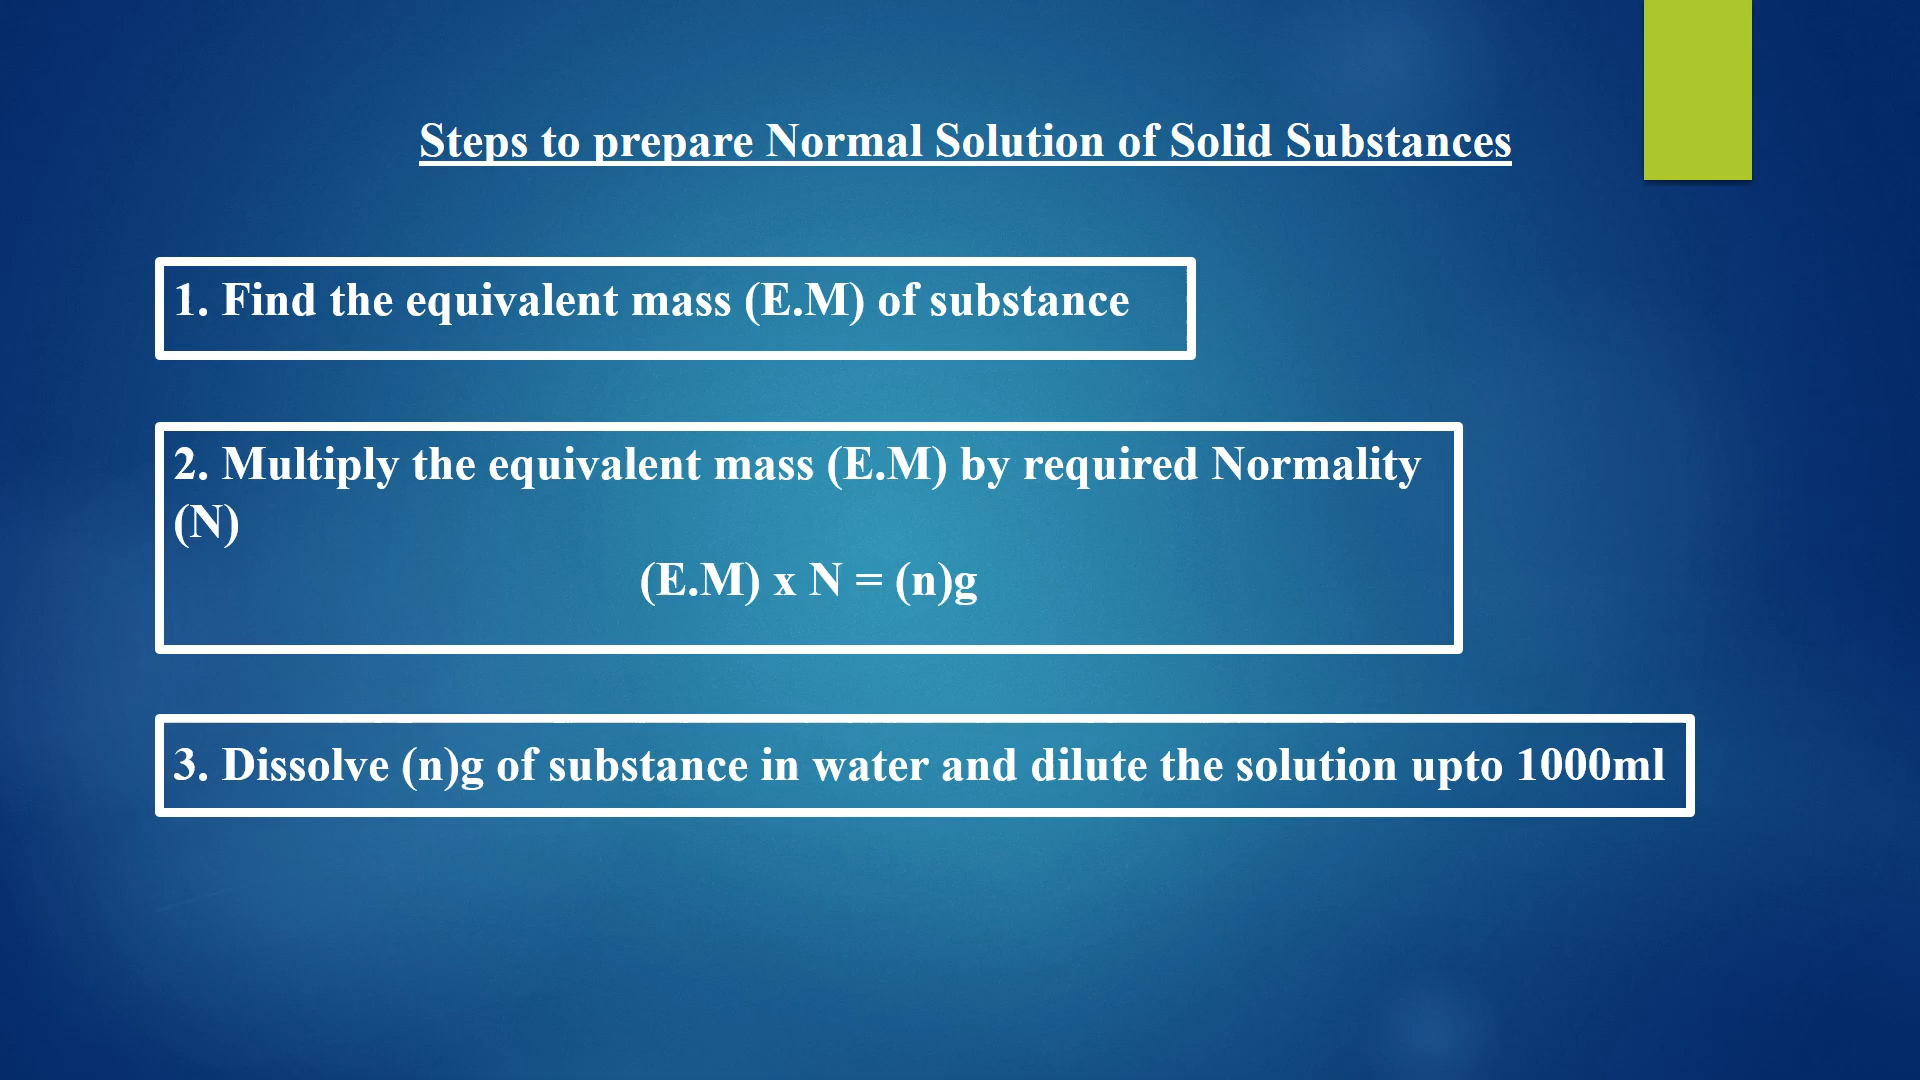 Steps to prepare Normal Solution of Solid Substances
1. Find the equivalent mass (E.M) of substance
2. Multiply the equivalent mass (E.M) by required Normality
(N)
(E.M) x N = (n)g
3. Dissolve (n)g of substance in water and dilute the solution upto 1000ml